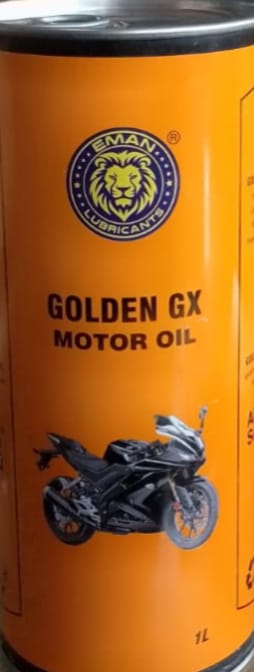 EMAN
®
LUBRICANTS
GOLDEN GX
MOTOR OIL
1L